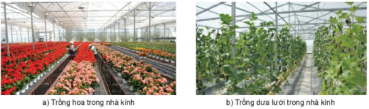 a) Trồng hoa trong nhà kính
b) Trồng dưa lưới trong nhà kính